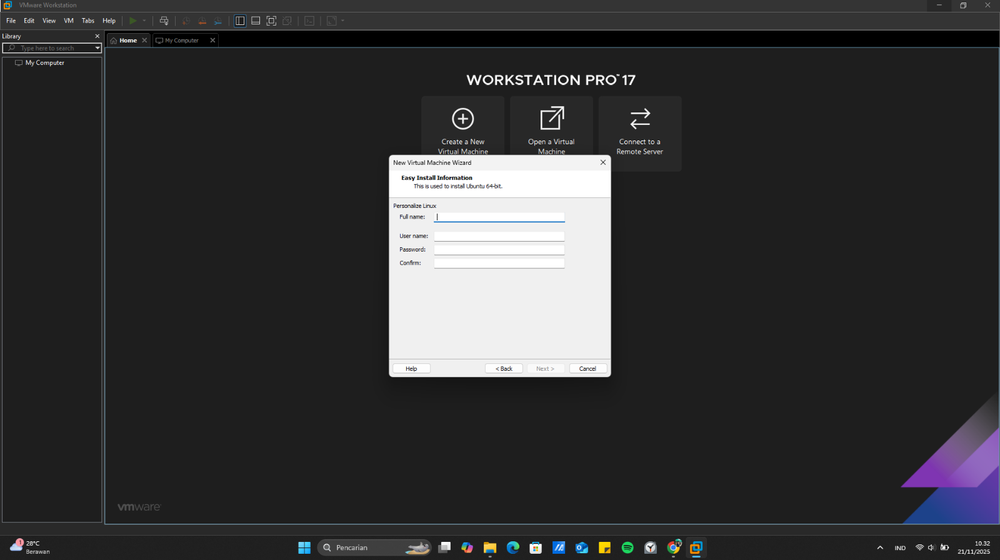 VMware Workstation
File Edit View VM Tabs Help
Library
Type here to search
My Computer
Home
My Computer
WORKSTATION PRO™ 17
Create a New
Virtual Machine
Open a Virtual
Machine
Connect to a
Remote Server
New Virtual Machine Wizard
Easy Install Information
This is used to install Ubuntu 64-bit.
Personalize Linux
Full name:
User name:
Password:
Confirm:
Help
< Back
Next >
Cancel
vmware
1
28°C
Berawan
Pencarian
IND
10.32
21/11/2025